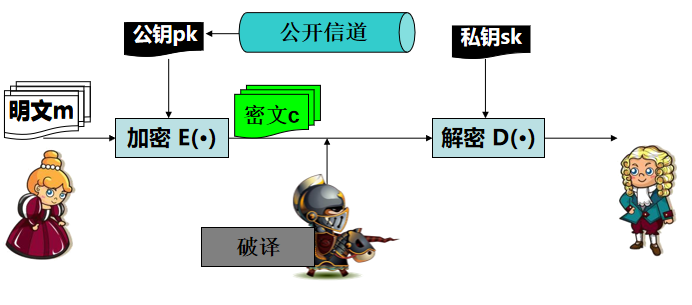 公钥pk
公开信道
私钥sk
明文m
加密 E(•)
密文c
解密 D(•)
破译